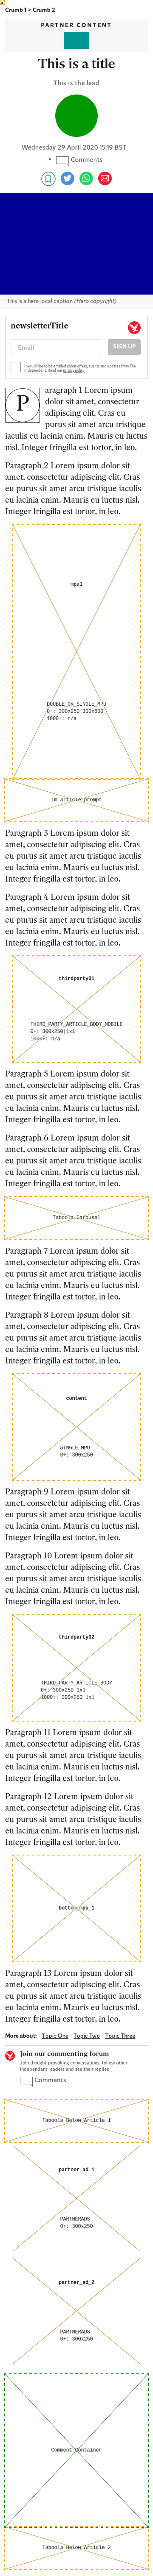 Crumb 1 > Crumb 2
PARTNER CONTENT
This is a title
This is the lead
Wednesday 29 April 2020 15:19 BST
• Comments
This is a hero local caption (Hero copyright)
newsletterTitle
Email
SIGN UP
I would like to be emailed about offers, events and updates from The
Independent. Read our privacy policy
Paragraph 1 Lorem ipsum
dolor sit amet, consectetur
adipiscing elit. Cras eu
purus sit amet arcu tristique
iaculis eu lacinia enim. Mauris eu luctus
nisl. Integer fringilla est tortor, in leo.
Paragraph 2 Lorem ipsum dolor sit
amet, consectetur adipiscing elit. Cras
eu purus sit amet arcu tristique iaculis
eu lacinia enim. Mauris eu luctus nisl.
Integer fringilla est tortor, in leo.
mpu1
DOUBLE_OR_SINGLE_MPU
0+: 300x250|300x600
1000+: n/a
im article prompt
Paragraph 3 Lorem ipsum dolor sit
amet, consectetur adipiscing elit. Cras
eu purus sit amet arcu tristique iaculis
eu lacinia enim. Mauris eu luctus nisl.
Integer fringilla est tortor, in leo.
Paragraph 4 Lorem ipsum dolor sit
amet, consectetur adipiscing elit. Cras
eu purus sit amet arcu tristique iaculis
eu lacinia enim. Mauris eu luctus nisl.
Integer fringilla est tortor, in leo.
thirdparty01
THIRD_PARTY_ARTICLE_BODY_MOBILE
0+: 300x250|1x1
1000+: n/a
Paragraph 5 Lorem ipsum dolor sit
amet, consectetur adipiscing elit. Cras
eu purus sit amet arcu tristique iaculis
eu lacinia enim. Mauris eu luctus nisl.
Integer fringilla est tortor, in leo.
Paragraph 6 Lorem ipsum dolor sit
amet, consectetur adipiscing elit. Cras
eu purus sit amet arcu tristique iaculis
eu lacinia enim. Mauris eu luctus nisl.
Integer fringilla est tortor, in leo.
Taboola Carousel
Paragraph 7 Lorem ipsum dolor sit
amet, consectetur adipiscing elit. Cras
eu purus sit amet arcu tristique iaculis
eu lacinia enim. Mauris eu luctus nisl.
Integer fringilla est tortor, in leo.
Paragraph 8 Lorem ipsum dolor sit
amet, consectetur adipiscing elit. Cras
eu purus sit amet arcu tristique iaculis
eu lacinia enim. Mauris eu luctus nisl.
Integer fringilla est tortor, in leo.
content
SINGLE_MPU
0+: 300x250
Paragraph 9 Lorem ipsum dolor sit
amet, consectetur adipiscing elit. Cras
eu purus sit amet arcu tristique iaculis
eu lacinia enim. Mauris eu luctus nisl.
Integer fringilla est tortor, in leo.
Paragraph 10 Lorem ipsum dolor sit
amet, consectetur adipiscing elit. Cras
eu purus sit amet arcu tristique iaculis
eu lacinia enim. Mauris eu luctus nisl.
Integer fringilla est tortor, in leo.
thirdparty02
THIRD_PARTY_ARTICLE_BODY
0+: 300x250|1x1
1000+: 300x250|1x1
Paragraph 11 Lorem ipsum dolor sit
amet, consectetur adipiscing elit. Cras
eu purus sit amet arcu tristique iaculis
eu lacinia enim. Mauris eu luctus nisl.
Integer fringilla est tortor, in leo.
Paragraph 12 Lorem ipsum dolor sit
amet, consectetur adipiscing elit. Cras
eu purus sit amet arcu tristique iaculis
eu lacinia enim. Mauris eu luctus nisl.
Integer fringilla est tortor, in leo.
bottom_mpu_1
Paragraph 13 Lorem ipsum dolor sit
amet, consectetur adipiscing elit. Cras
eu purus sit amet arcu tristique iaculis
eu lacinia enim. Mauris eu luctus nisl.
Integer fringilla est tortor, in leo.
More about: Topic One Topic Two Topic Three
Join our commenting forum
Join thought-provoking conversations, follow other
Independent readers and see their replies
Comments
Taboola Below Article 1
partner_ad_1
PARTNERADS
0+: 300x250
partner_ad_2
PARTNERADS
0+: 300x250
Comment Container
Taboola Below Article 2